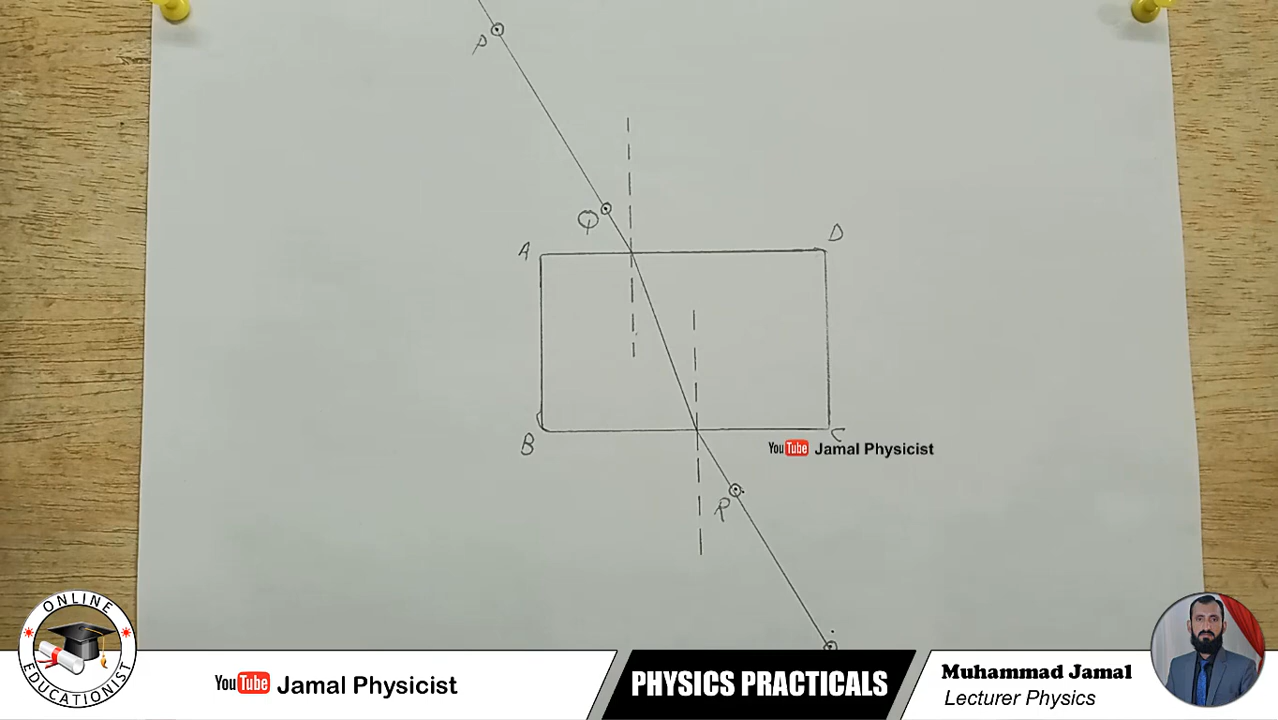 P
Q
A
D
B
C
YouTube Jamal Physicist
R
ONLINE
EDUCATIONIST
YouTube Jamal Physicist
PHYSICS PRACTICALS
Muhammad Jamal
Lecturer Physics